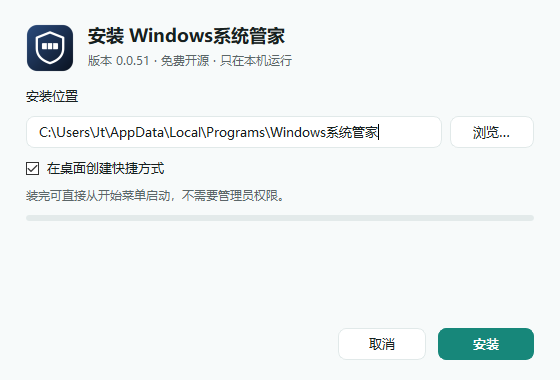 安装 Windows系统管家
版本 0.0.51 · 免费开源 · 只在本机运行
安装位置
C:\Users\Jt\AppData\Local\Programs\Windows系统管家
浏览...
在桌面创建快捷方式
装完可直接从开始菜单启动，不需要管理员权限。
取消
安装